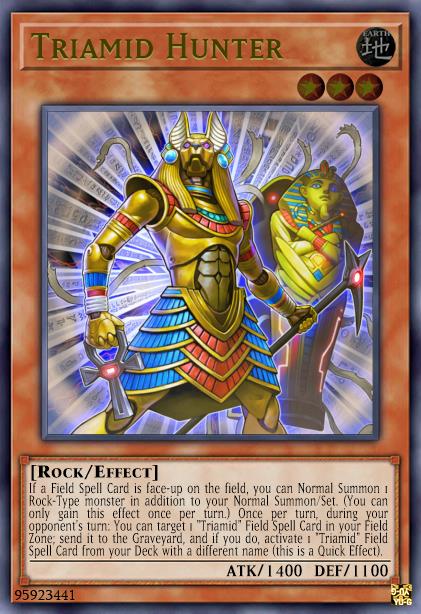 TRIAMID HUNTER
EARTH
地
[ROCK/EFFECT]
If a Field Spell Card is face-up on the field, you can Normal Summon 1
Rock-Type monster in addition to your Normal Summon/Set. (You can
only gain this effect once per turn.) Once per turn, during your
opponent's turn: You can target 1 "Triamid" Field Spell Card in your Field
Zone; send it to the Graveyard, and if you do, activate 1 "Triamid" Field
Spell Card from your Deck with a different name (this is a Quick Effect).
ATK/1400 DEF/1100
95923441